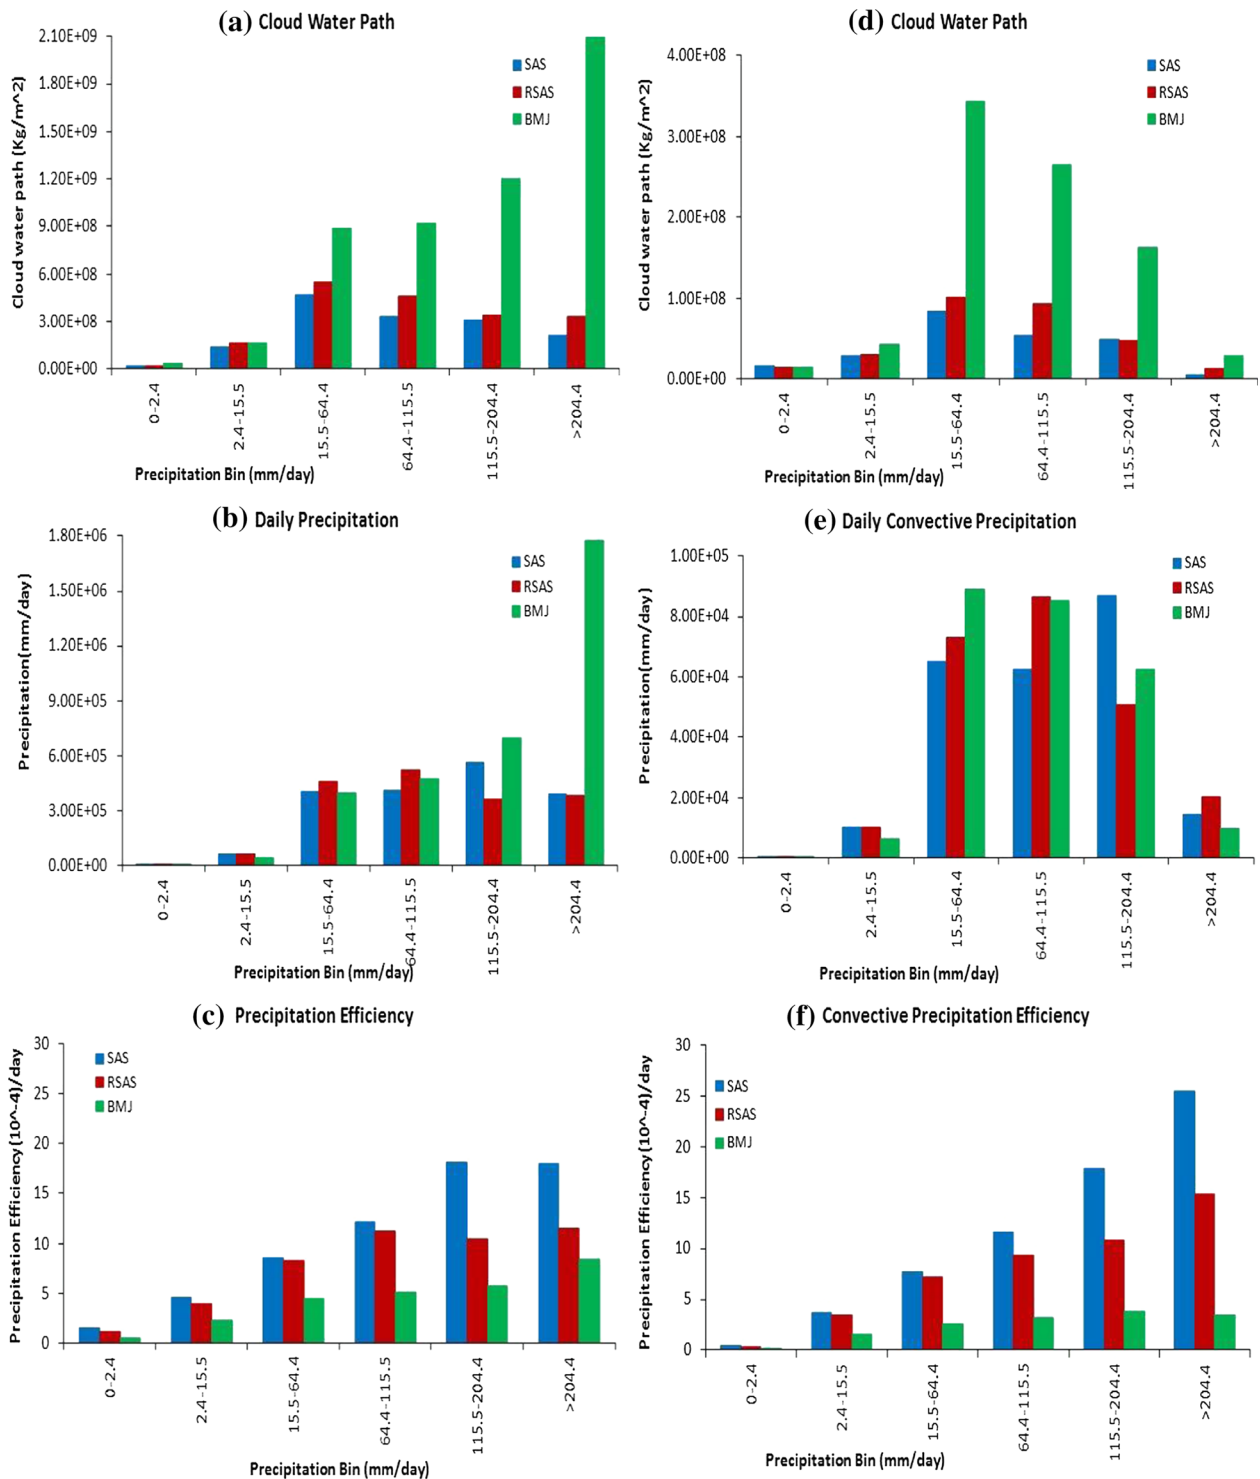 (a) Cloud Water Path
2.10E+09
1.80E+09
1.50E+09
1.20E+09
9.00E+08
6.00E+08
3.00E+08
0.00E+00
Cloud water path (Kg/m^2)
SAS
RSAS
BMJ
0-2.4
2.4-15.5
15.5-64.4
64.4-115.5
115.5-204.4
>204.4
Precipitation Bin (mm/day)
(d) Cloud Water Path
4.00E+08
3.00E+08
2.00E+08
1.00E+08
0.00E+00
Cloud water path (Kg/m^2)
SAS
RSAS
BMJ
0-2.4
2.4-15.5
15.5-64.4
64.4-115.5
115.5-204.4
>204.4
Precipitation Bin (mm/day)
(b) Daily Precipitation
1.80E+06
1.50E+06
1.20E+06
9.00E+05
6.00E+05
3.00E+05
0.00E+00
Precipitation(mm/day)
SAS
RSAS
BMJ
0-2.4
2.4-15.5
15.5-64.4
64.4-115.5
115.5-204.4
>204.4
Precipitation Bin (mm/day)
(e) Daily Convective Precipitation
1.00E+05
8.00E+04
6.00E+04
4.00E+04
2.00E+04
0.00E+00
Precipitation(mm/day)
SAS
RSAS
BMJ
0-2.4
2.4-15.5
15.5-64.4
64.4-115.5
115.5-204.4
>204.4
Precipitation Bin (mm/day)
(c) Precipitation Efficiency
30
25
20
15
10
5
0
Precipitation Efficiency(10^-4)/day
SAS
RSAS
BMJ
0-2.4
2.4-15.5
15.5-64.4
64.4-115.5
115.5-204.4
>204.4
Precipitation Bin (mm/day)
(f) Convective Precipitation Efficiency
30
25
20
15
10
5
0
Precipitation Efficiency(10^-4)/day
SAS
RSAS
BMJ
0-2.4
2.4-15.5
15.5-64.4
64.4-115.5
115.5-204.4
>204.4
Precipitation Bin (mm/day)